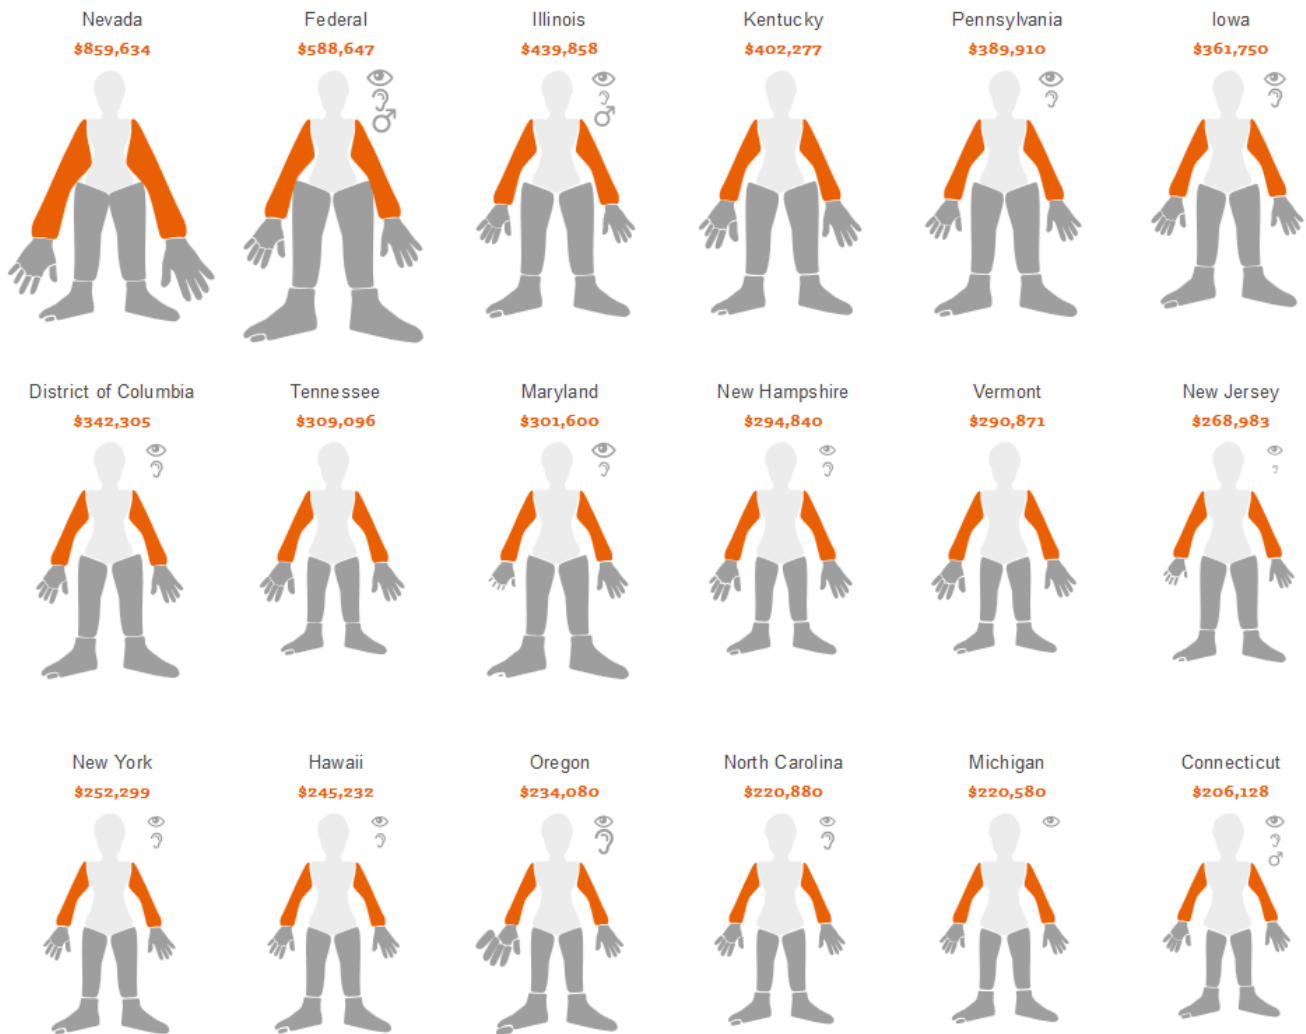 Nevada
Federal
Illinois
Kentucky
Pennsylvania
Iowa
$859,634
$588,647
$439,858
$402,277
$389,910
$361,750
District of Columbia
Tennessee
Maryland
New Hampshire
Vermont
New Jersey
$342,305
$309,096
$301,600
$294,840
$290,871
$268,983
New York
Hawaii
Oregon
North Carolina
Michigan
Connecticut
$252,299
$245,232
$234,080
$220,880
$220,580
$206,128